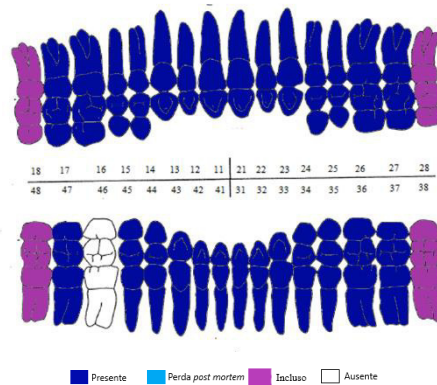 18 17 16 15 14 13 12 11 21 22 23 24 25 26 27 28
48 47 46 45 44 43 42 41 31 32 33 34 35 36 37 38
Presente Perda post mortem Incluso Ausente